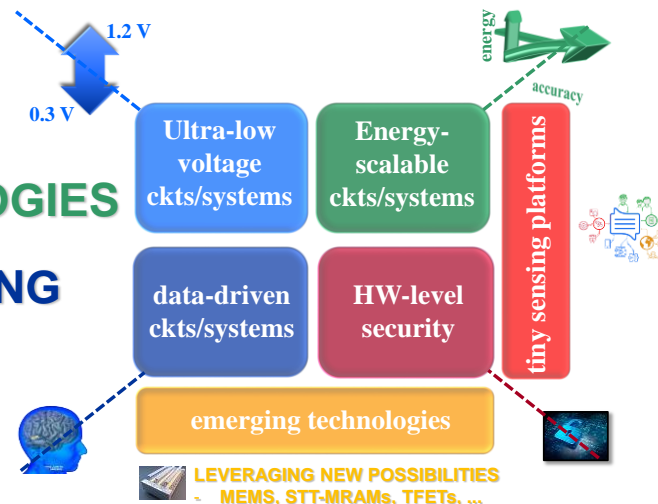 1.2 V
0.3 V
energy
accuracy
Ultra-low
voltage
ckts/systems
Energy-
scalable
ckts/systems
tiny sensing platforms
OGIES
NG
data-driven
ckts/systems
HW-level
security
emerging technologies
LEVERAGING NEW POSSIBILITIES
- MEMS, STT-MRAMs, TFETs, ...